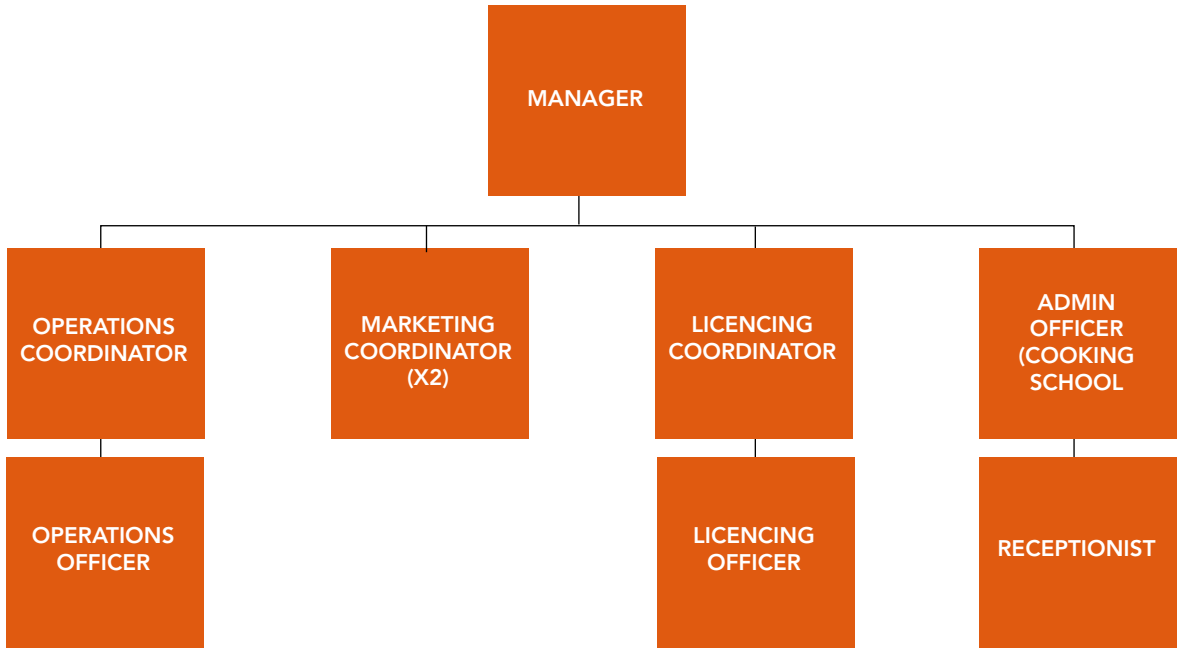 MANAGER
OPERATIONS
COORDINATOR
MARKETING
COORDINATOR
(X2)
LICENCING
COORDINATOR
ADMIN
OFFICER
(COOKING
SCHOOL
OPERATIONS
OFFICER
LICENCING
OFFICER
RECEPTIONIST